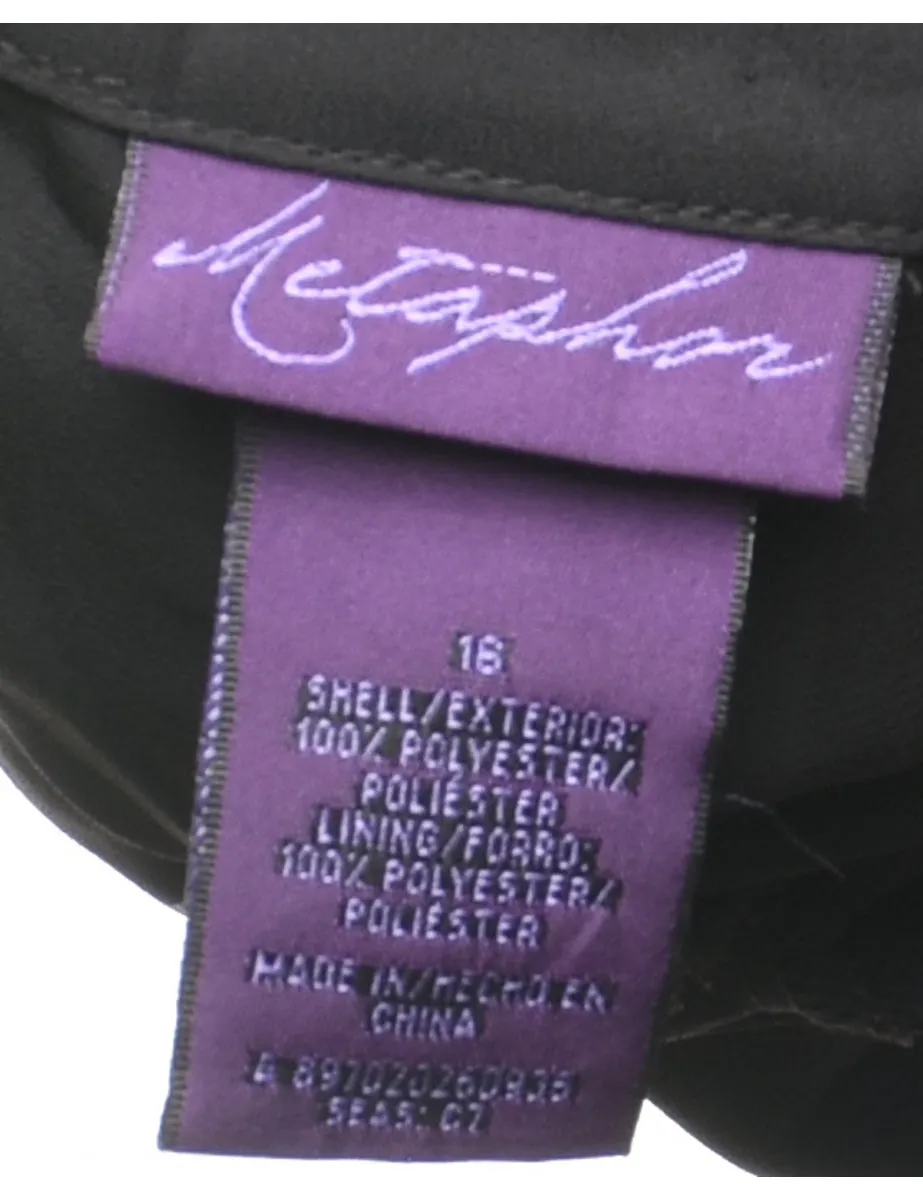 Metaphor
16
SHELL/EXTERIOR:
100% POLYESTER/
POLIÉSTER
LINING/FORRO:
100% POLYESTER/
POLIÉSTER
MADE IN/HECHO EN
CHINA
A 897020260936
SEAS: C7